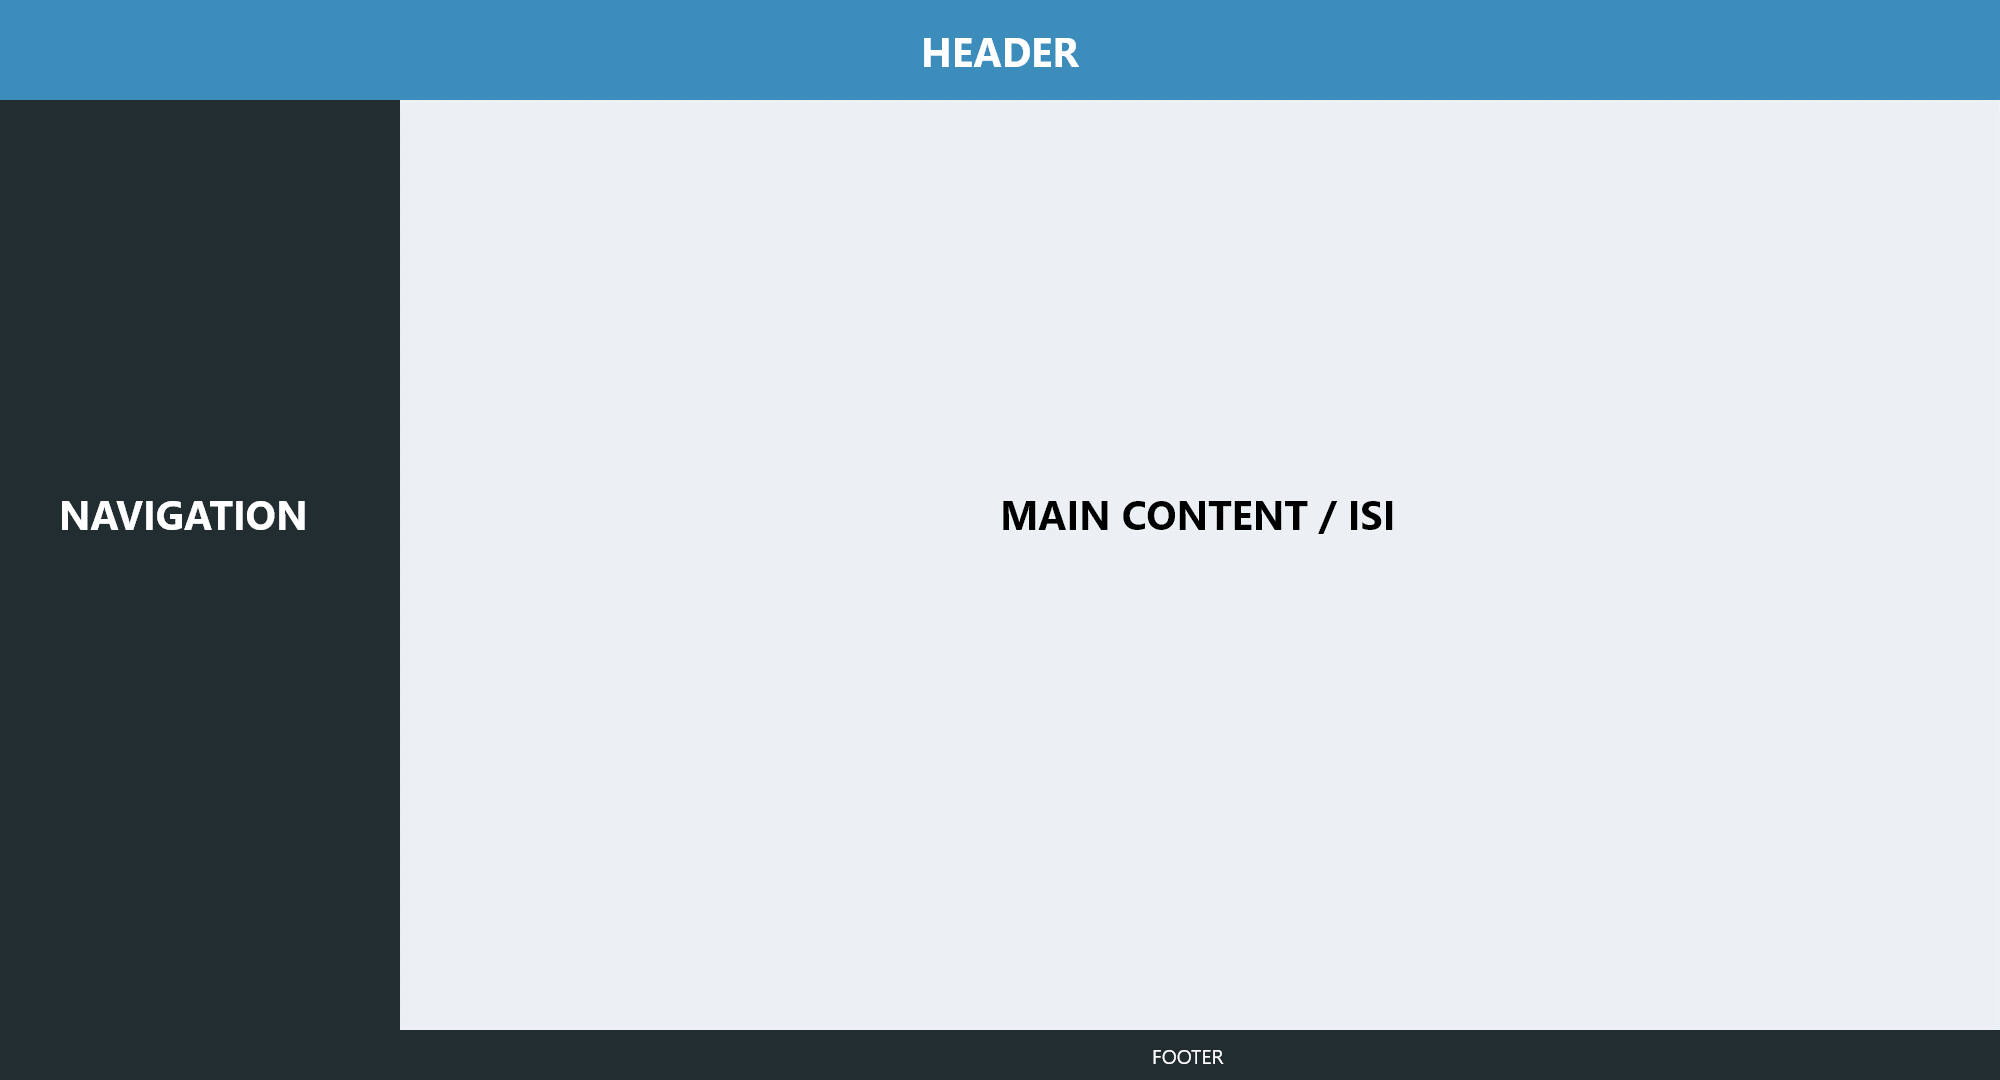 HEADER
NAVIGATION
MAIN CONTENT / ISI
FOOTER